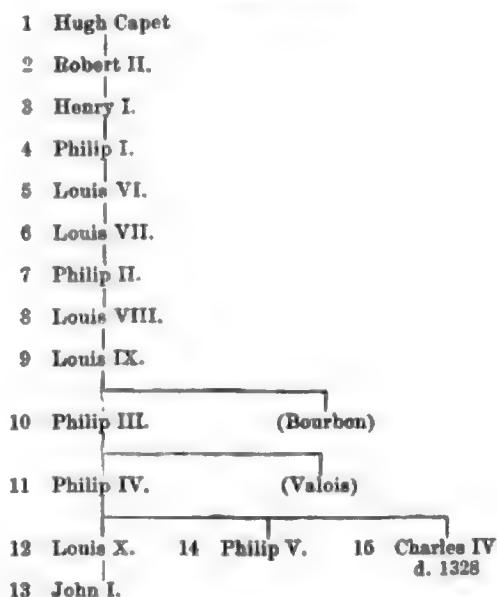 1 Hugh Capet
2 Robert II.
3 Henry I.
4 Philip I.
5 Louis VI.
6 Louis VII.
7 Philip II.
8 Louis VIII.
9 Louis IX.
10 Philip III. (Bourbon)
11 Philip IV. (Valois)
12 Louis X. 14 Philip V. 15 Charles IV
d. 1328
13 John I.